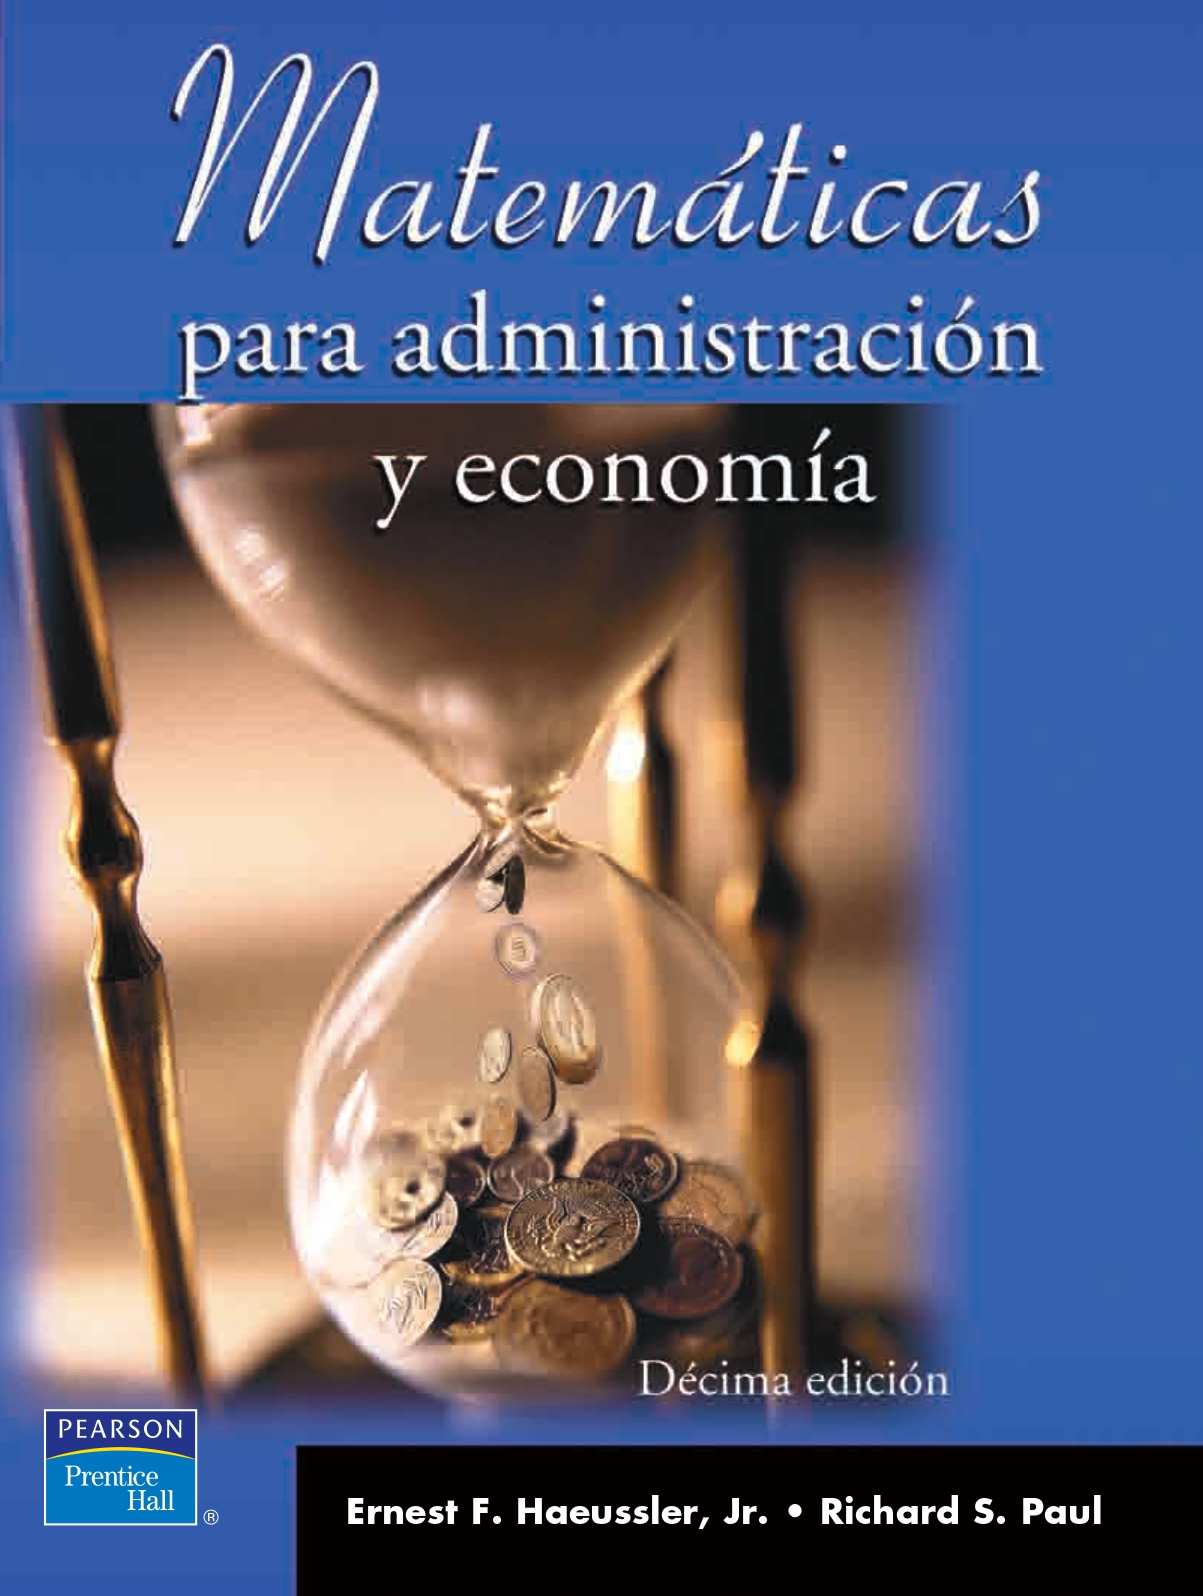 Matemáticas
para administración
y economía
Décima edición
PEARSON
Prentice
Hall
®
Ernest F. Haeussler, Jr. • Richard S. Paul